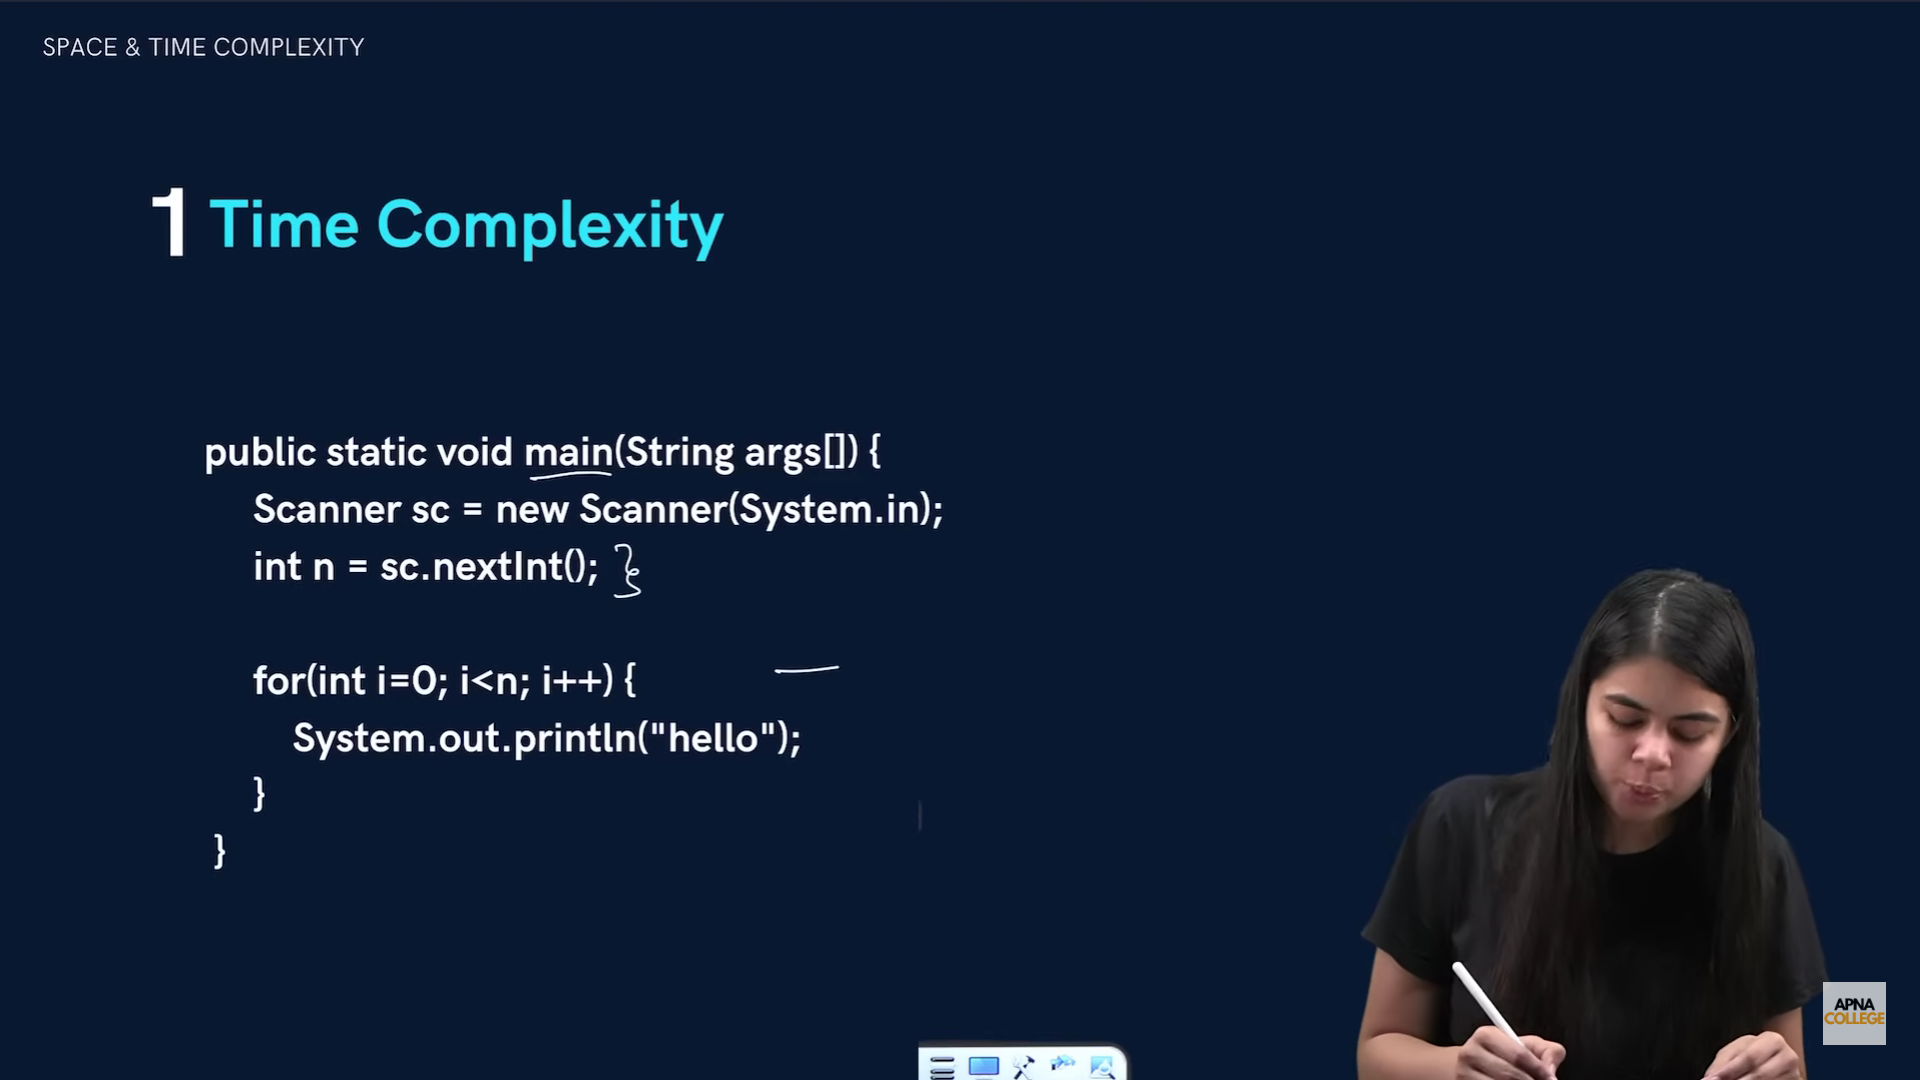 SPACE & TIME COMPLEXITY
1 Time Complexity
public static void main(String args[]) {
Scanner sc = new Scanner(System.in);
int n = sc.nextInt();
for(int i=0; i<n; i++) {
System.out.println("hello");
}
}
APNA
COLLEGE